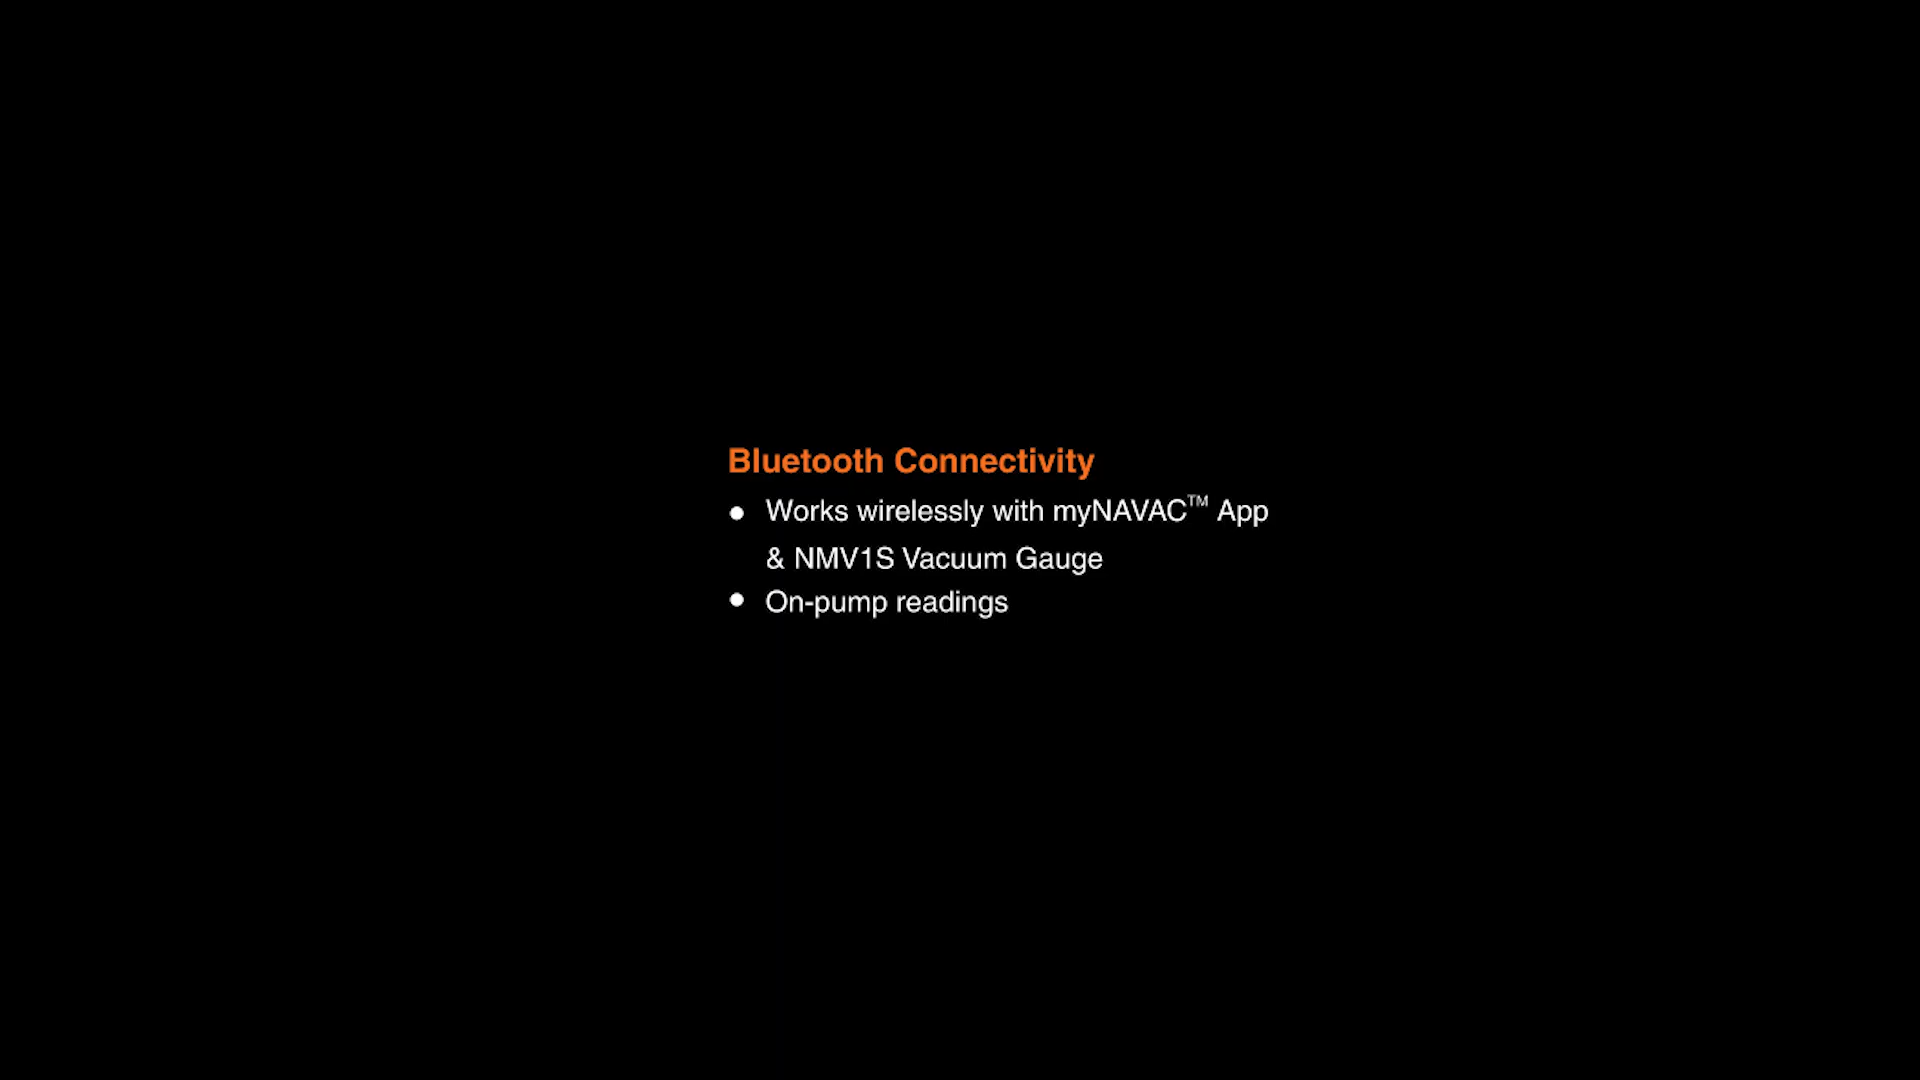 Bluetooth Connectivity
● Works wirelessly with myNAVAC™ App
& NMV1S Vacuum Gauge
● On-pump readings